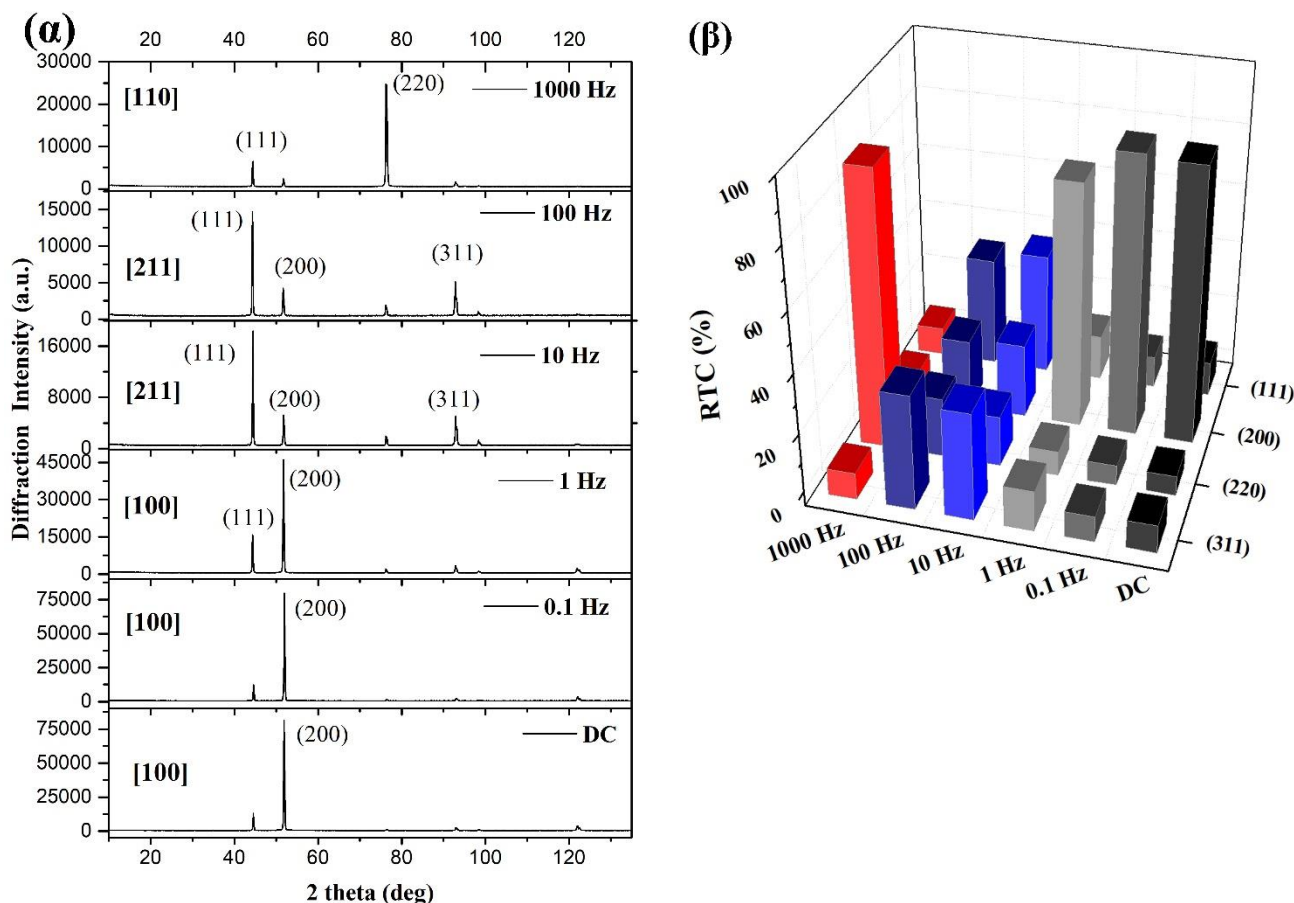 (α)
20 40 60 80 100 120
30000
20000
10000
0
[110]
(111)
(220)
1000 Hz
15000
10000
5000
0
(111)
[211]
(200)
(311)
100 Hz
16000
8000
0
(111)
[211]
(200)
(311)
10 Hz
45000
30000
15000
0
[100]
(111)
(200)
1 Hz
75000
50000
25000
0
[100]
(200)
0.1 Hz
75000
50000
25000
0
[100]
(200)
DC
20 40 60 80 100 120
2 theta (deg)
Diffraction Intensity (a.u.)
(β)
100
80
60
40
20
0
RTC (%)
1000 Hz
100 Hz
10 Hz
1 Hz
0.1 Hz
DC
(111)
(200)
(220)
(311)